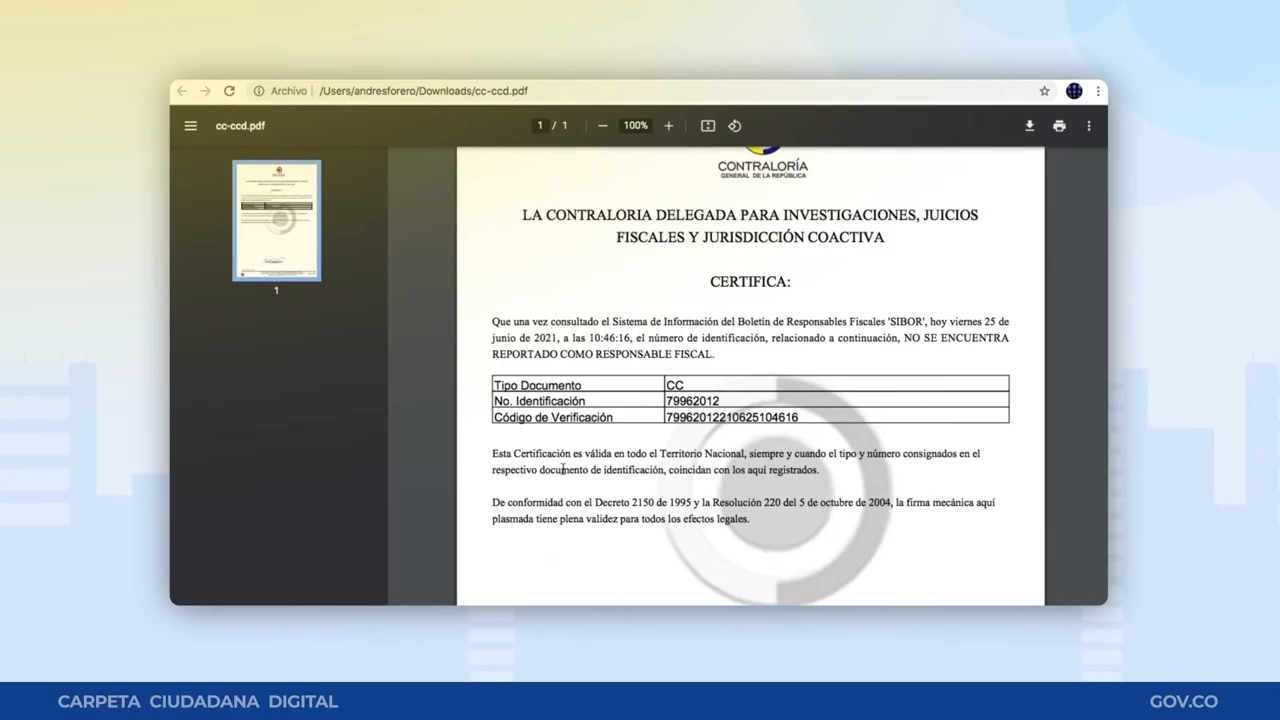 Archivo /Users/andresforero/Downloads/cc-ccd.pdf
cc-ccd.pdf
1 / 1
100%
1
CONTRALORÍA
GENERAL DE LA REPÚBLICA
LA CONTRALORIA DELEGADA PARA INVESTIGACIONES, JUICIOS
FISCALES Y JURISDICCIÓN COACTIVA
CERTIFICA:
Que una vez consultado el Sistema de Información del Boletín de Responsables Fiscales 'SIBOR', hoy viernes 25 de
junio de 2021, a las 10:46:16, el número de identificación, relacionado a continuación, NO SE ENCUENTRA
REPORTADO COMO RESPONSABLE FISCAL.
Tipo Documento CC
No. Identificación 79962012
Código de Verificación 79962012210625104616
Esta Certificación es válida en todo el Territorio Nacional, siempre y cuando el tipo y número consignados en el
respectivo documento de identificación, coincidan con los aquí registrados.
De conformidad con el Decreto 2150 de 1995 y la Resolución 220 del 5 de octubre de 2004, la firma mecánica aquí
plasmada tiene plena validez para todos los efectos legales.
CARPETA CIUDADANA DIGITAL
GOV.CO